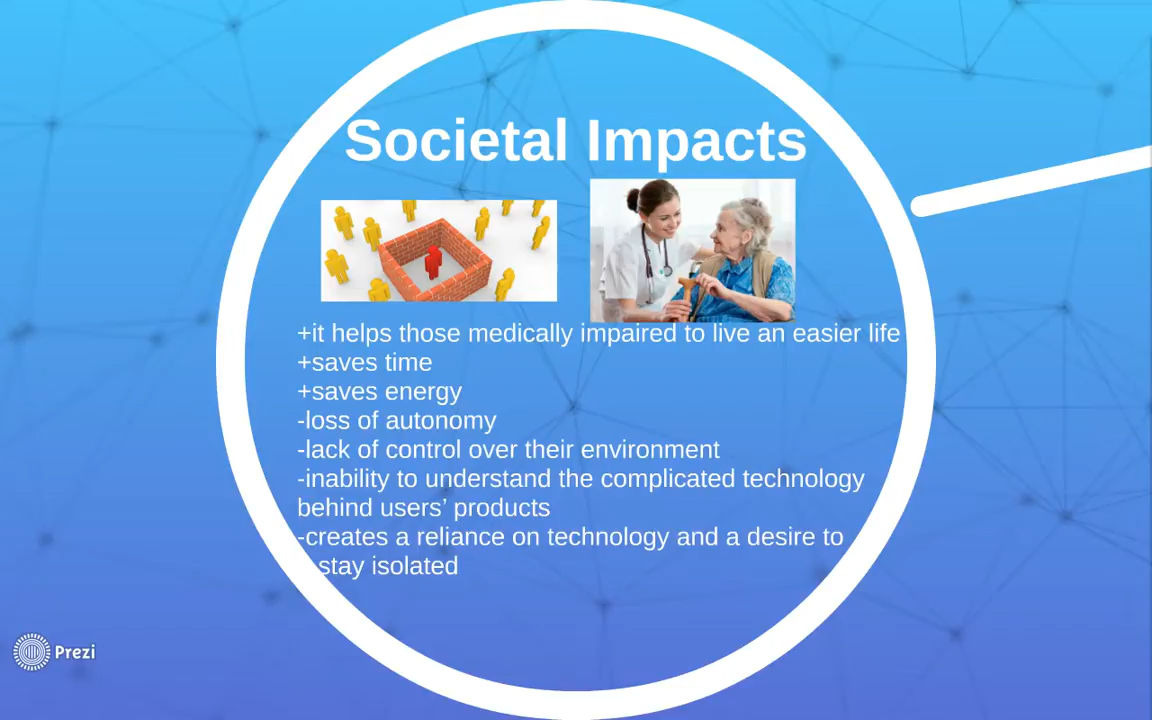 Societal Impacts
+it helps those medically impaired to live an easier life
+saves time
+saves energy
-loss of autonomy
-lack of control over their environment
-inability to understand the complicated technology
behind users’ products
-creates a reliance on technology and a desire to
stay isolated
Prezi